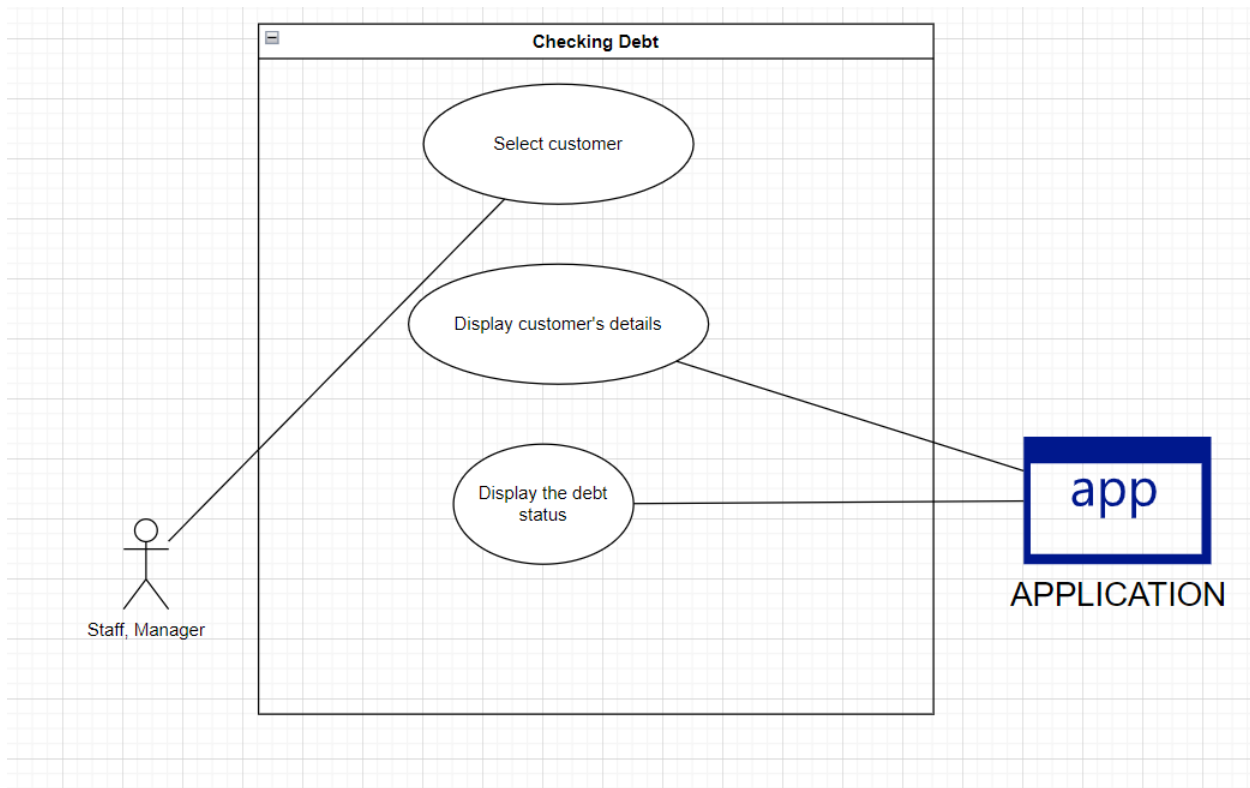 Checking Debt
Select customer
Display customer's details
Display the debt
status
Staff, Manager
app
APPLICATION